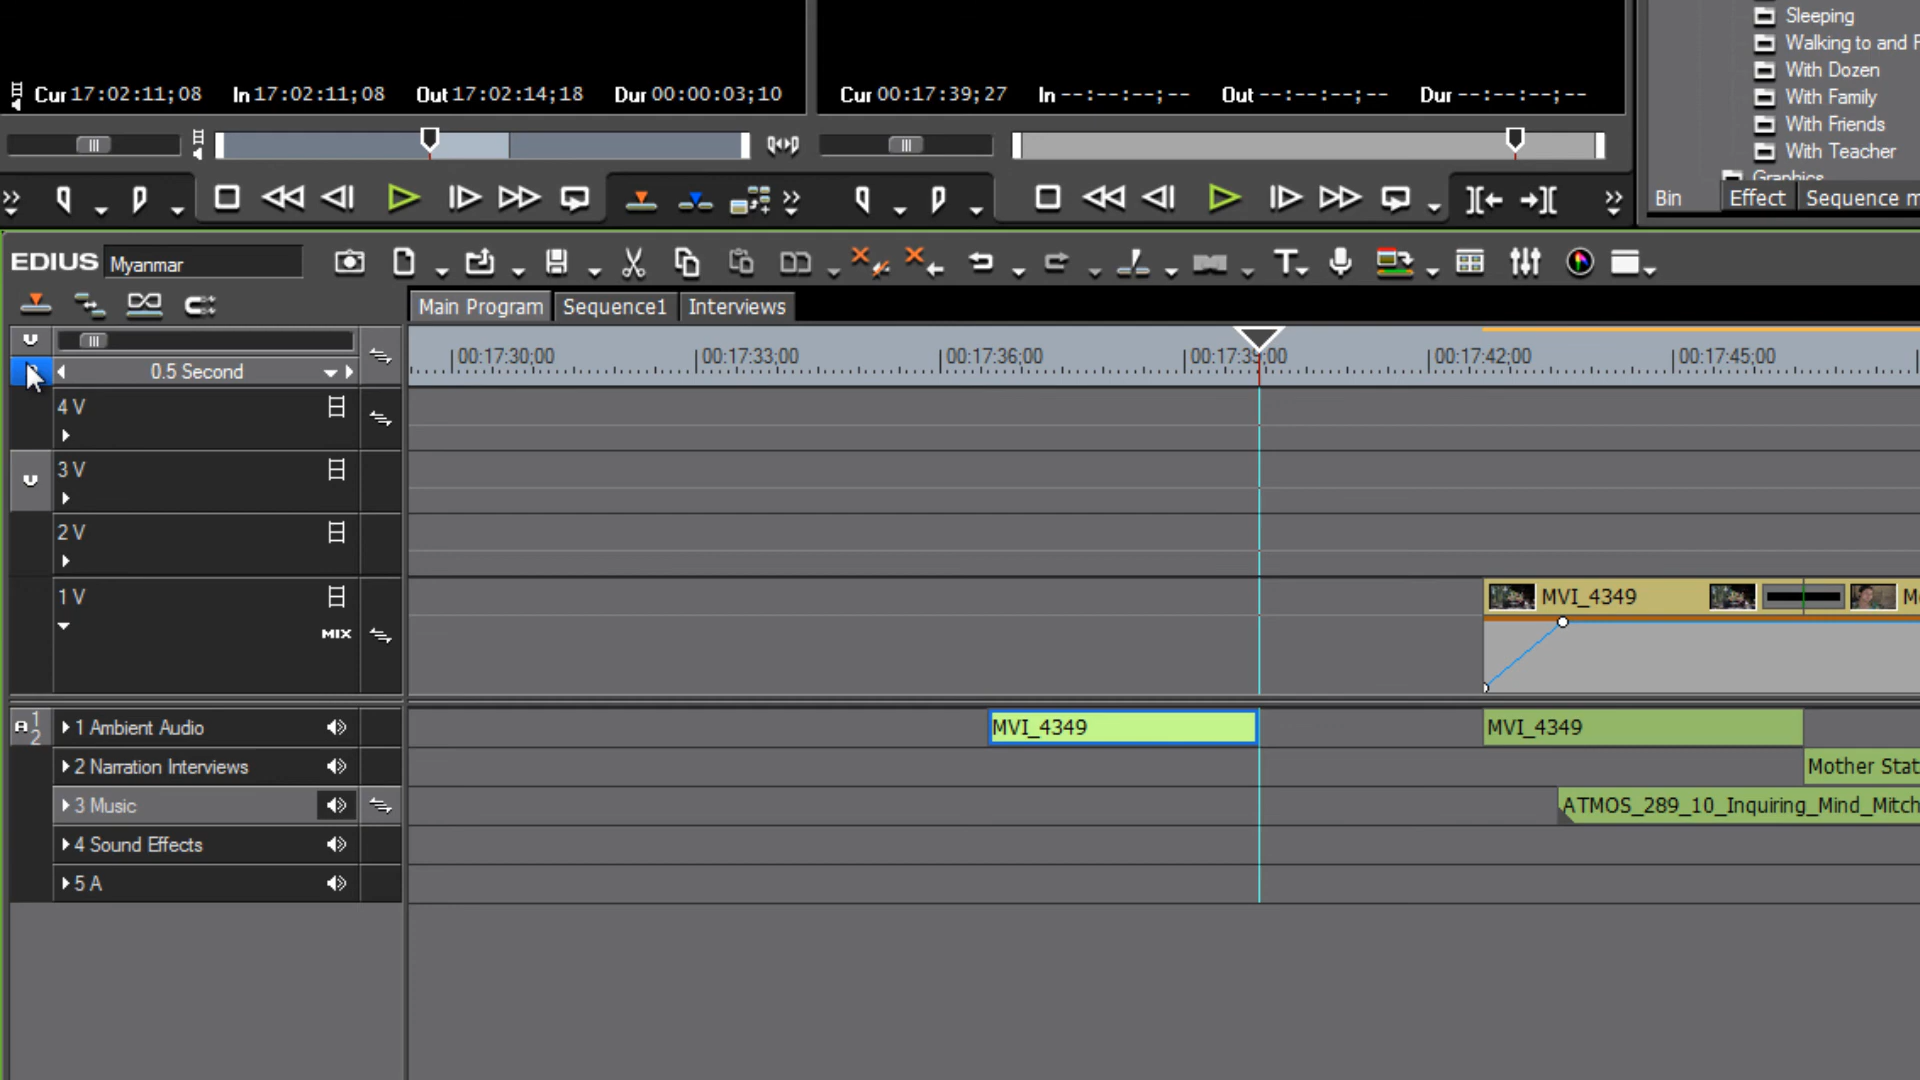 Sleeping
Walking to and F
With Dozen
With Family
With Friends
With Teacher
Graphics
Cur 17:02:11;08 In 17:02:11;08 Out 17:02:14;18 Dur 00:00:03;10
Cur 00:17:39;27 In --:--:--;-- Out --:--:--;-- Dur --:--:--;--
Bin Effect Sequence m
EDIUS Myanmar
Main Program Sequence1 Interviews
0.5 Second
00:17:30;00 00:17:33;00 00:17:36;00 00:17:39;00 00:17:42;00 00:17:45;00
4 V
3 V
2 V
1 V
MIX
MVI_4349
A 1 2
1 Ambient Audio
MVI_4349 MVI_4349
2 Narration Interviews
Mother Stat
3 Music
ATMOS_289_10_Inquiring_Mind_Mitch
4 Sound Effects
5 A